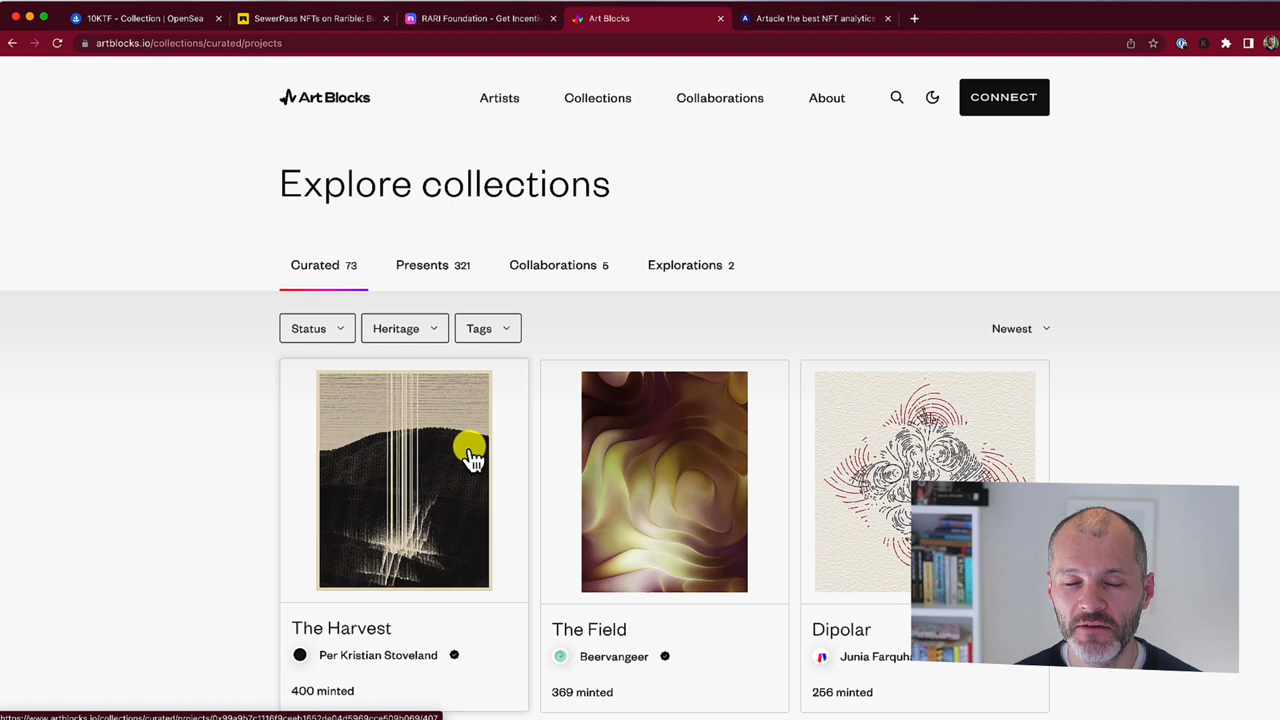 10KTF - Collection | OpenSea
SewerPass NFTs on Rarible: Bu
RARI Foundation - Get Incentiv
Art Blocks
Artacle the best NFT analytics
artblocks.io/collections/curated/projects
Art Blocks
Artists
Collections
Collaborations
About
CONNECT
Explore collections
Curated 73
Presents 321
Collaborations 5
Explorations 2
Status
Heritage
Tags
Newest
The Harvest
Per Kristian Stoveland
400 minted
The Field
Beervangeer
369 minted
Dipolar
Junia Farquha
256 minted